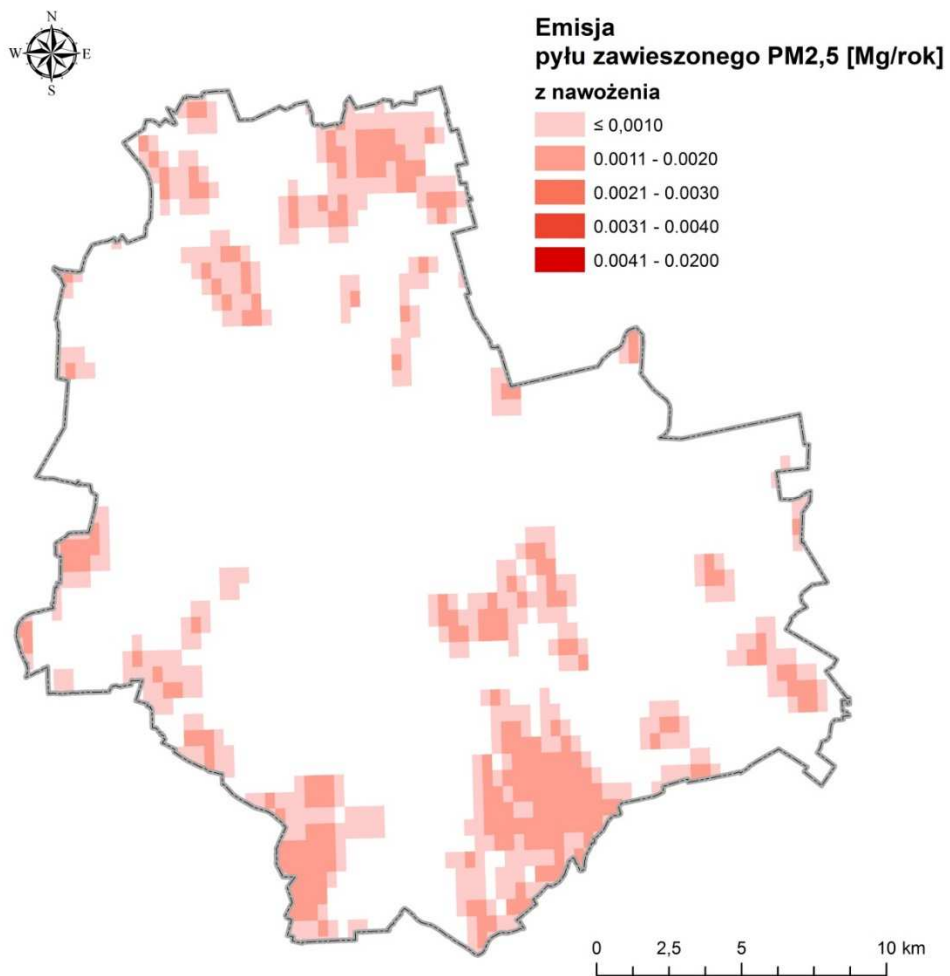 N
W E
S
Emisja
pyłu zawieszonego PM2,5 [Mg/rok]
z nawożenia
≤ 0,0010
0.0011 - 0.0020
0.0021 - 0.0030
0.0031 - 0.0040
0.0041 - 0.0200
0 2,5 5 10 km